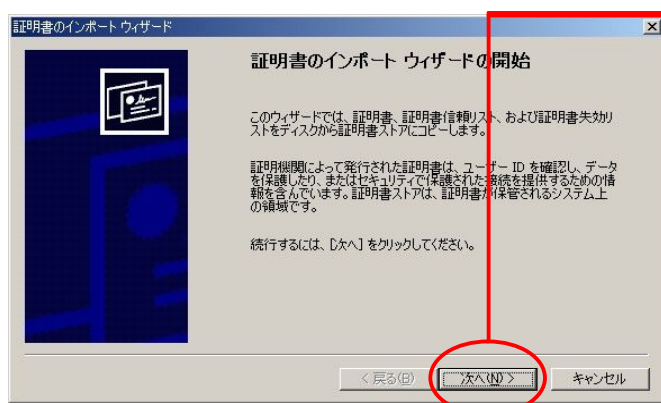 証明書のインポート ウィザード
証明書のインポート ウィザードの開始
このウィザードでは、証明書、証明書信頼リスト、および証明書失効リ
ストをディスクから証明書ストアにコピーします。
証明機関によって発行された証明書は、ユーザー ID を確認し、データ
を保護したり、またはセキュリティで保護された接続を提供するための情
報を含んでいます。証明書ストアは、証明書が保管されるシステム上
の領域です。
続行するには、[次へ] をクリックしてください。
< 戻る(B)
次へ(N) >
キャンセル